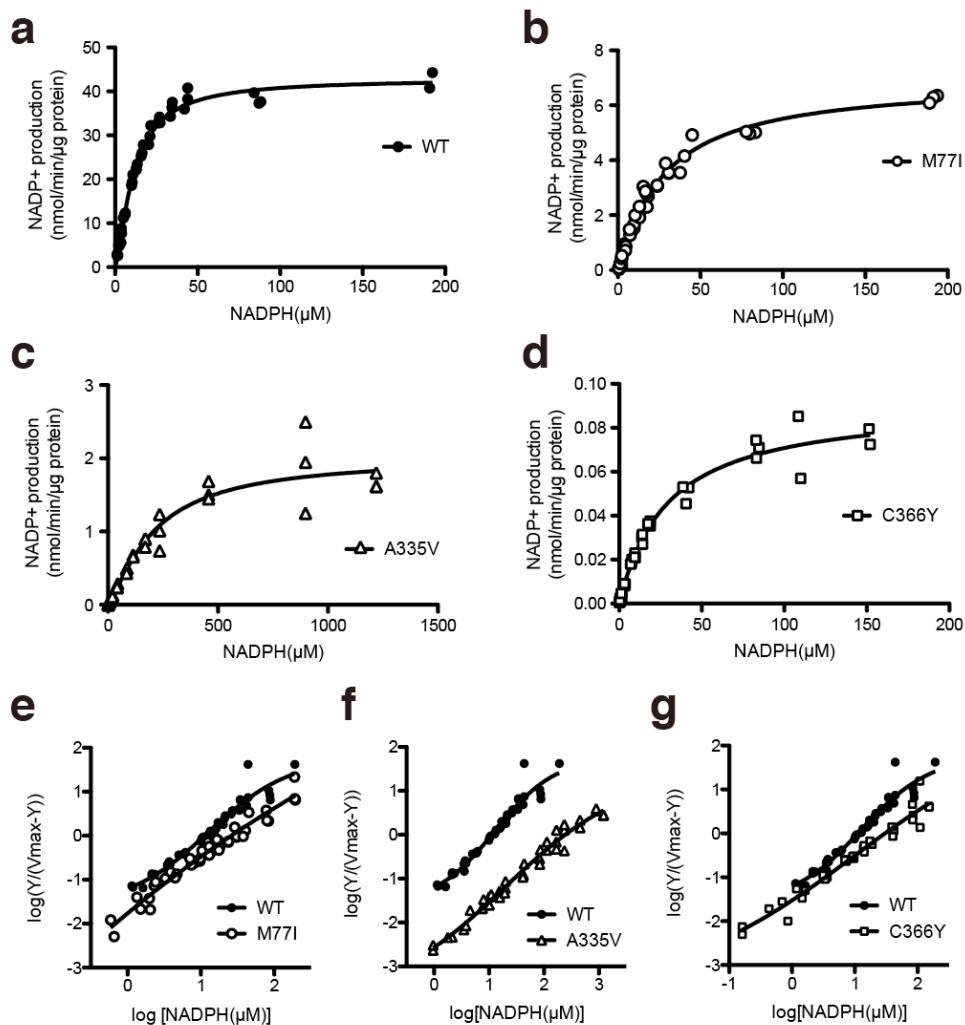 a
NADP+ production
(nmol/min/µg protein)
50
40
30
20
10
0
WT
0 50 100 150 200
NADPH(µM)
b
NADP+ production
(nmol/min/µg protein)
8
6
4
2
0
M77I
0 50 100 150 200
NADPH(µM)
c
NADP+ production
(nmol/min/µg protein)
3
2
1
0
A335V
0 500 1000 1500
NADPH(µM)
d
NADP+ production
(nmol/min/µg protein)
0.10
0.08
0.06
0.04
0.02
0.00
C366Y
0 50 100 150 200
NADPH(µM)
e
log(Y/(Vmax-Y))
2
1
0
-1
-2
-3
WT
M77I
0 1 2
log [NADPH(µM)]
f
log(Y/(Vmax-Y))
2
1
0
-1
-2
-3
WT
A335V
0 1 2 3
log[NADPH(µM)]
g
log(Y/(Vmax-Y))
2
1
0
-1
-2
-3
WT
C366Y
-1 0 1 2
log[NADPH(µM)]